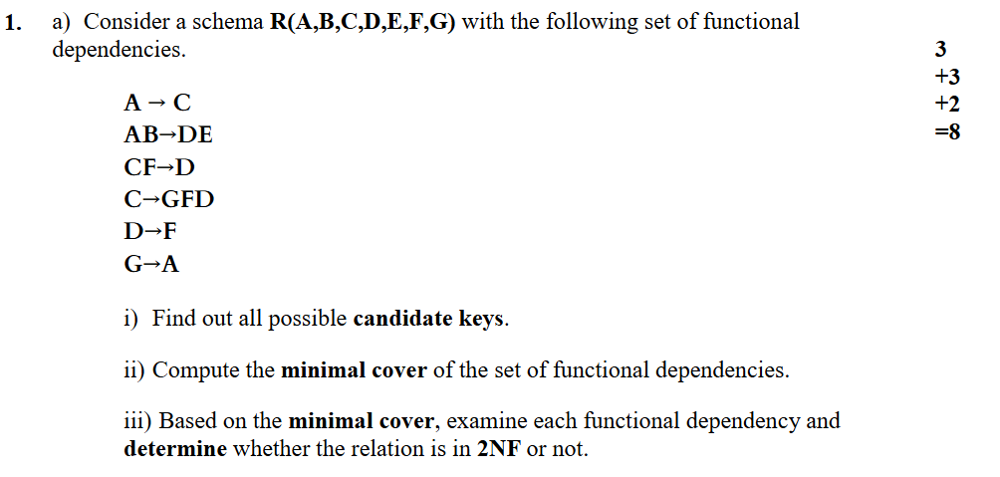 1. a) Consider a schema R(A,B,C,D,E,F,G) with the following set of functional
dependencies.
3
+3
+2
=8
A → C
AB→DE
CF→D
C→GFD
D→F
G→A
i) Find out all possible candidate keys.
ii) Compute the minimal cover of the set of functional dependencies.
iii) Based on the minimal cover, examine each functional dependency and
determine whether the relation is in 2NF or not.